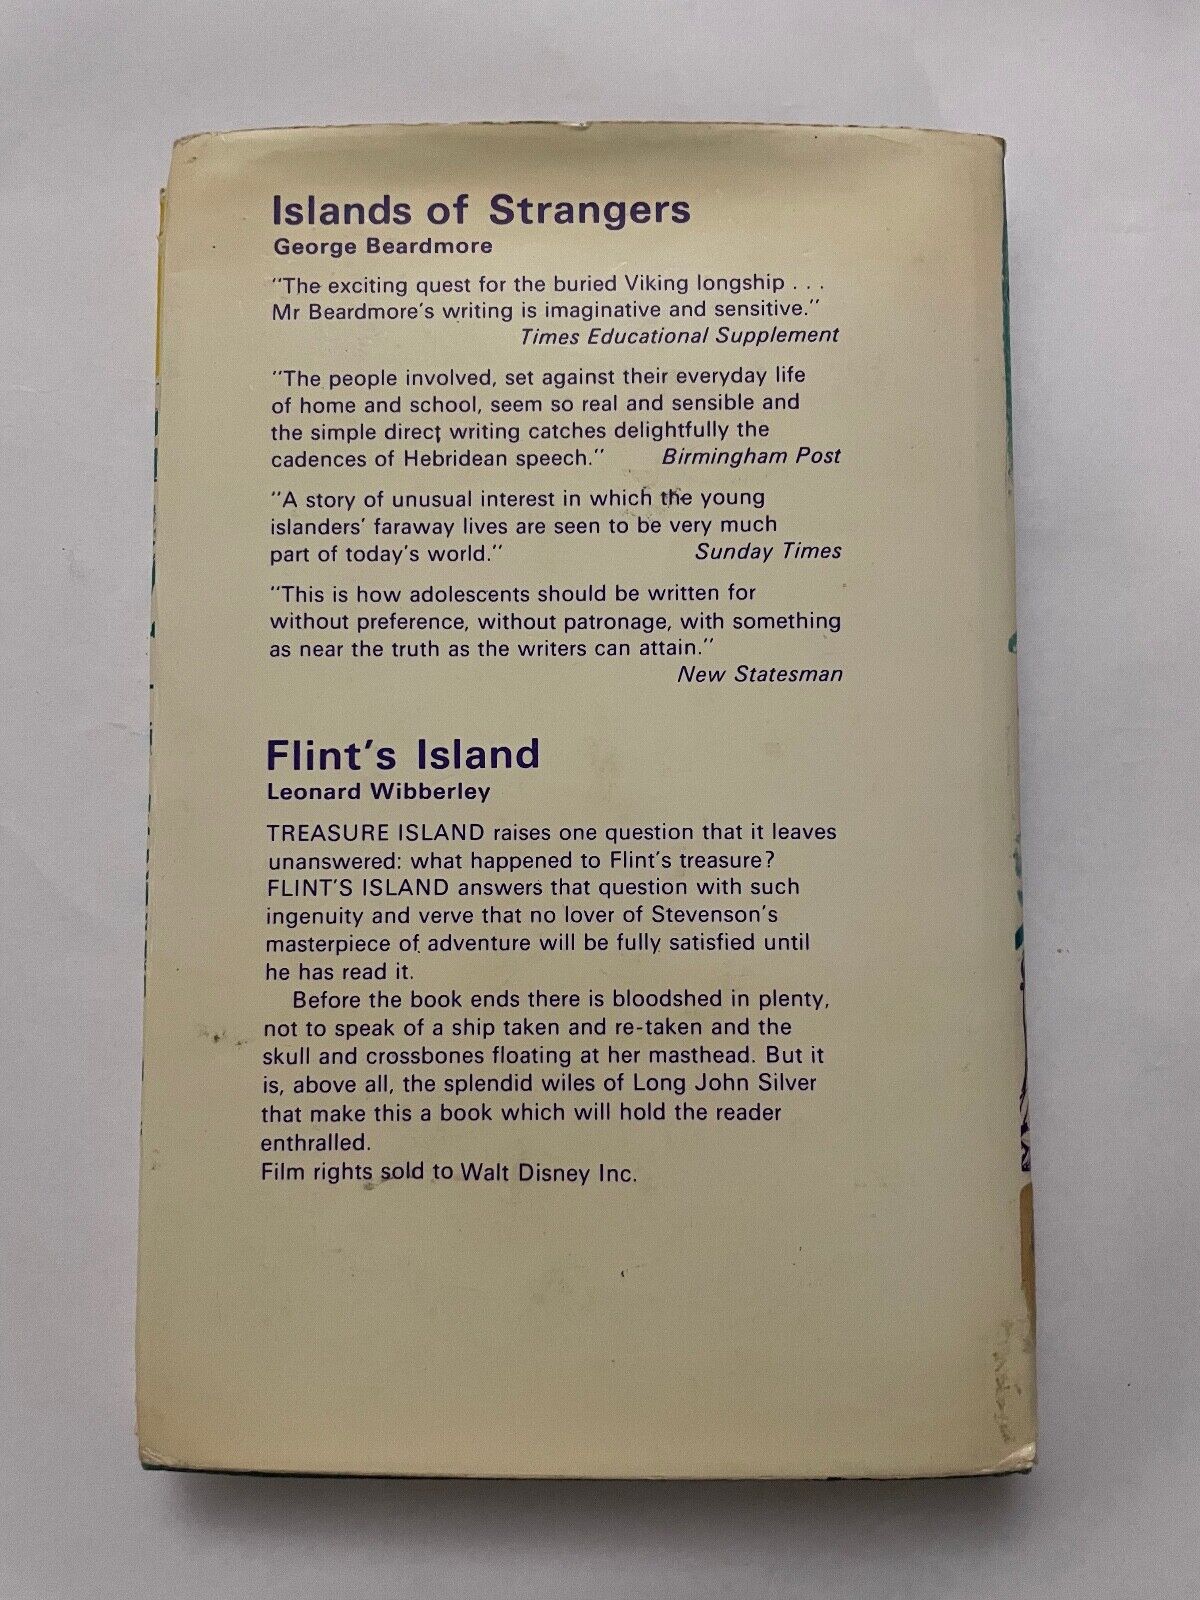 Islands of Strangers
George Beardmore
"The exciting quest for the buried Viking longship . . .
Mr Beardmore's writing is imaginative and sensitive."
Times Educational Supplement
"The people involved, set against their everyday life
of home and school, seem so real and sensible and
the simple direct writing catches delightfully the
cadences of Hebridean speech." Birmingham Post
"A story of unusual interest in which the young
islanders' faraway lives are seen to be very much
part of today's world." Sunday Times
"This is how adolescents should be written for
without preference, without patronage, with something
as near the truth as the writers can attain."
New Statesman
Flint's Island
Leonard Wibberley
TREASURE ISLAND raises one question that it leaves
unanswered: what happened to Flint's treasure?
FLINT'S ISLAND answers that question with such
ingenuity and verve that no lover of Stevenson's
masterpiece of adventure will be fully satisfied until
he has read it.
Before the book ends there is bloodshed in plenty,
not to speak of a ship taken and re-taken and the
skull and crossbones floating at her masthead. But it
is, above all, the splendid wiles of Long John Silver
that make this a book which will hold the reader
enthralled.
Film rights sold to Walt Disney Inc.